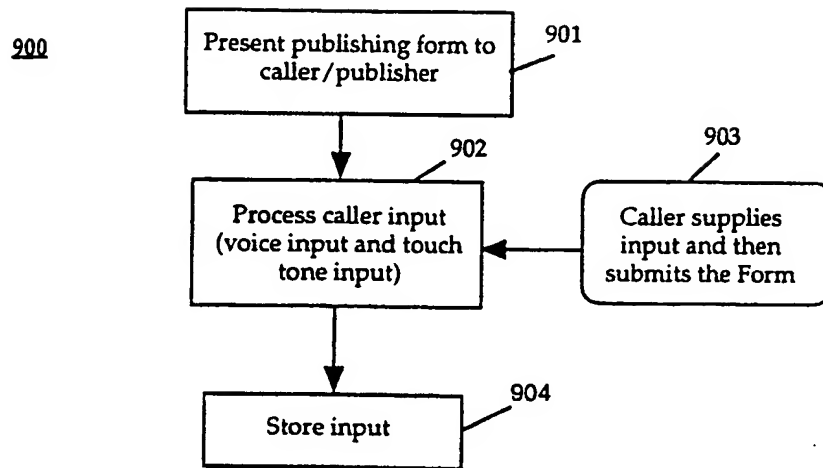 900
Present publishing form to
caller/publisher
901
902
Process caller input
(voice input and touch
tone input)
903
Caller supplies
input and then
submits the Form
904
Store input